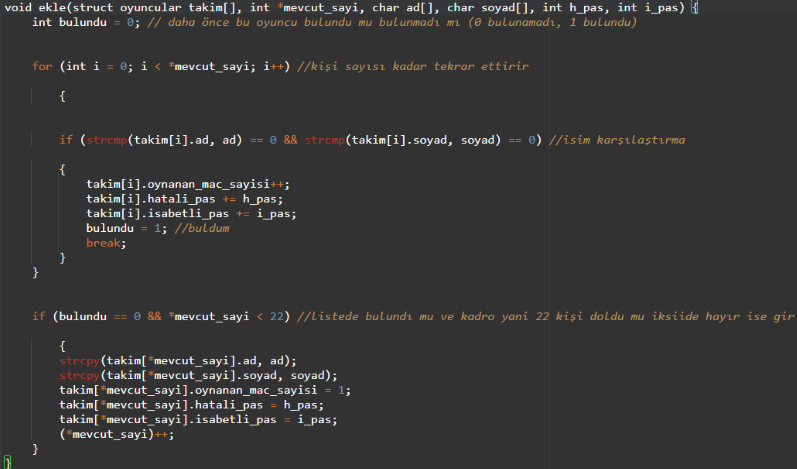 void ekle(struct oyuncular takim[], int *mevcut_sayi, char ad[], char soyad[], int h_pas, int i_pas) {
int bulundu = 0; // daha önce bu oyuncu bulundu mu bulunmadı mı (0 bulunamadı, 1 bulundu)
for (int i = 0; i < *mevcut_sayi; i++) //kişi sayısı kadar tekrar ettirir
{
if (strcmp(takim[i].ad, ad) == 0 && strcmp(takim[i].soyad, soyad) == 0) //isim karşılaştırma
{
takim[i].oynanan_mac_sayisi++;
takim[i].hatali_pas += h_pas;
takim[i].isabetli_pas += i_pas;
bulundu = 1; //buldum
break;
}
}
if (bulundu == 0 && *mevcut_sayi < 22) //listede bulundı mu ve kadro yani 22 kişi doldu mu iksiide hayır ise gir
{
strcpy(takim[*mevcut_sayi].ad, ad);
strcpy(takim[*mevcut_sayi].soyad, soyad);
takim[*mevcut_sayi].oynanan_mac_sayisi = 1;
takim[*mevcut_sayi].hatali_pas = h_pas;
takim[*mevcut_sayi].isabetli_pas = i_pas;
(*mevcut_sayi)++;
}
}